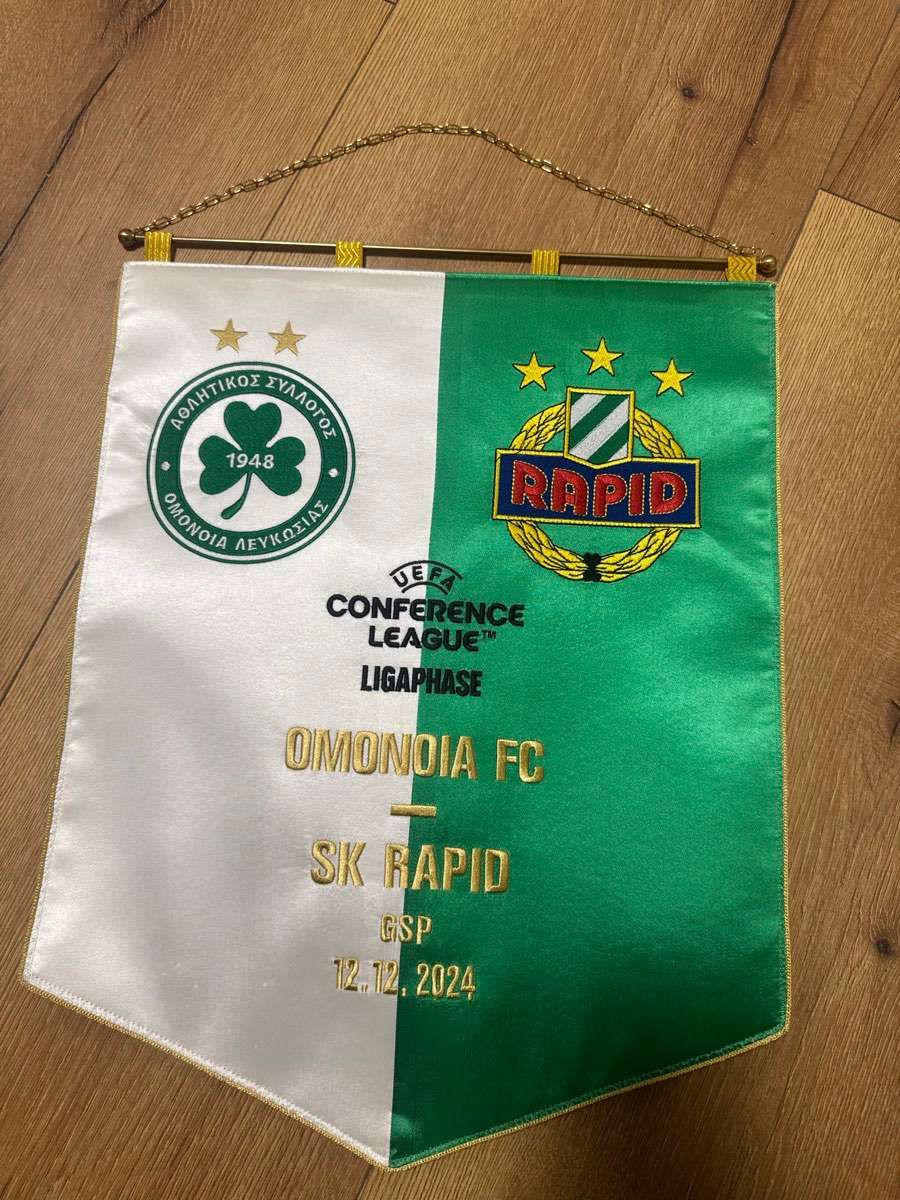 ΑΘΛΗΤΙΚΟΣ ΣΥΛΛΟΓΟΣ
1948
ΟΜΟΝΟΙΑ ΛΕΥΚΩΣΙΑΣ
RAPID
UEFA
CONFERENCE
LEAGUE™
LIGAPHASE
OMONOIA FC
—
SK RAPID
GSP
12.12.2024